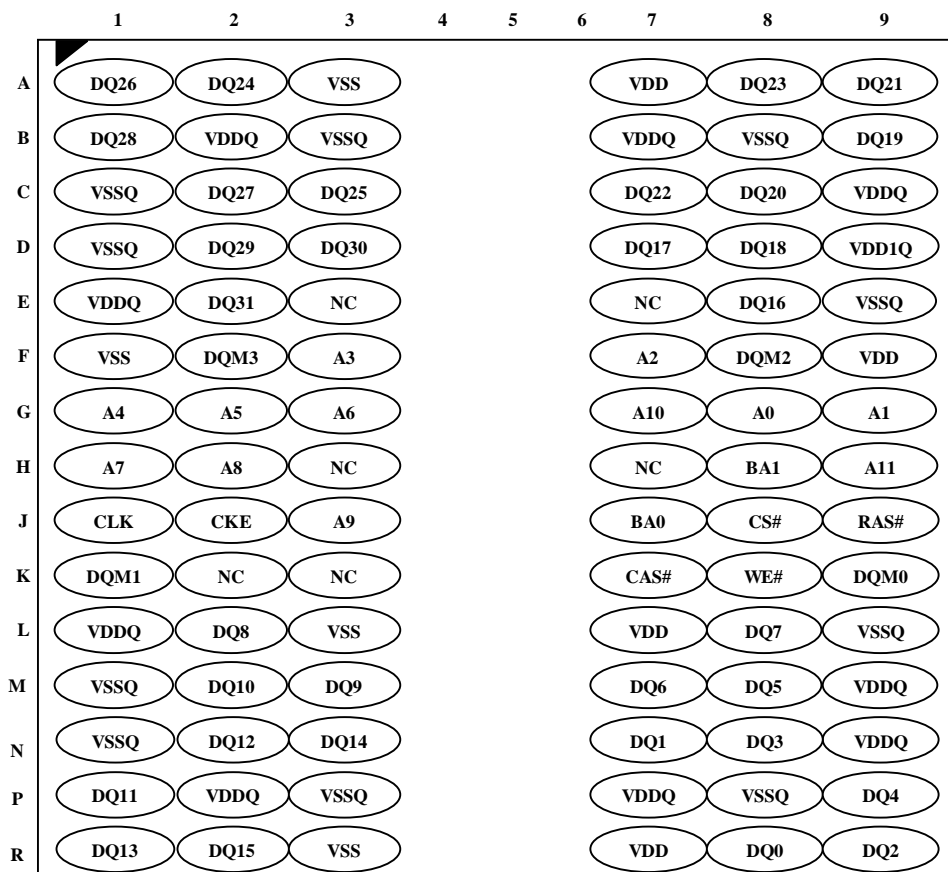 1 2 3 4 5 6 7 8 9
A DQ26 DQ24 VSS VDD DQ23 DQ21
B DQ28 VDDQ VSSQ VDDQ VSSQ DQ19
C VSSQ DQ27 DQ25 DQ22 DQ20 VDDQ
D VSSQ DQ29 DQ30 DQ17 DQ18 VDD1Q
E VDDQ DQ31 NC NC DQ16 VSSQ
F VSS DQM3 A3 A2 DQM2 VDD
G A4 A5 A6 A10 A0 A1
H A7 A8 NC NC BA1 A11
J CLK CKE A9 BA0 CS# RAS#
K DQM1 NC NC CAS# WE# DQM0
L VDDQ DQ8 VSS VDD DQ7 VSSQ
M VSSQ DQ10 DQ9 DQ6 DQ5 VDDQ
N VSSQ DQ12 DQ14 DQ1 DQ3 VDDQ
P DQ11 VDDQ VSSQ VDDQ VSSQ DQ4
R DQ13 DQ15 VSS VDD DQ0 DQ2